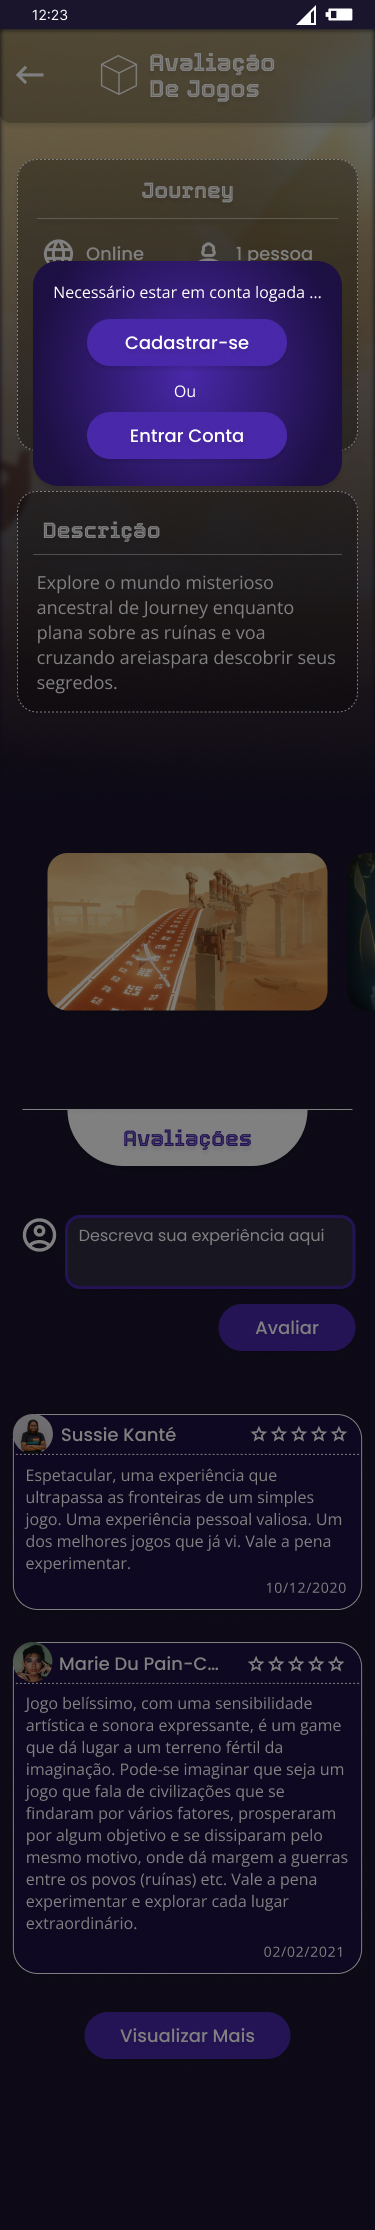 12:23
Avaliação
De Jogos
Journey
Online
1 pessoa
Necessário estar em conta logada ...
Cadastrar-se
Ou
Entrar Conta
Descrição
Explore o mundo misterioso
ancestral de Journey enquanto
plana sobre as ruínas e voa
cruzando areiaspara descobrir seus
segredos.
Avaliações
Descreva sua experiência aqui
Avaliar
Sussie Kanté
Espetacular, uma experiência que
ultrapassa as fronteiras de um simples
jogo. Uma experiência pessoal valiosa. Um
dos melhores jogos que já vi. Vale a pena
experimentar.
10/12/2020
Marie Du Pain-C...
Jogo belíssimo, com uma sensibilidade
artística e sonora expressante, é um game
que dá lugar a um terreno fértil da
imaginação. Pode-se imaginar que seja um
jogo que fala de civilizações que se
findaram por vários fatores, prosperaram
por algum objetivo e se dissiparam pelo
mesmo motivo, onde dá margem a guerras
entre os povos (ruínas) etc. Vale a pena
experimentar e explorar cada lugar
extraordinário.
02/02/2021
Visualizar Mais